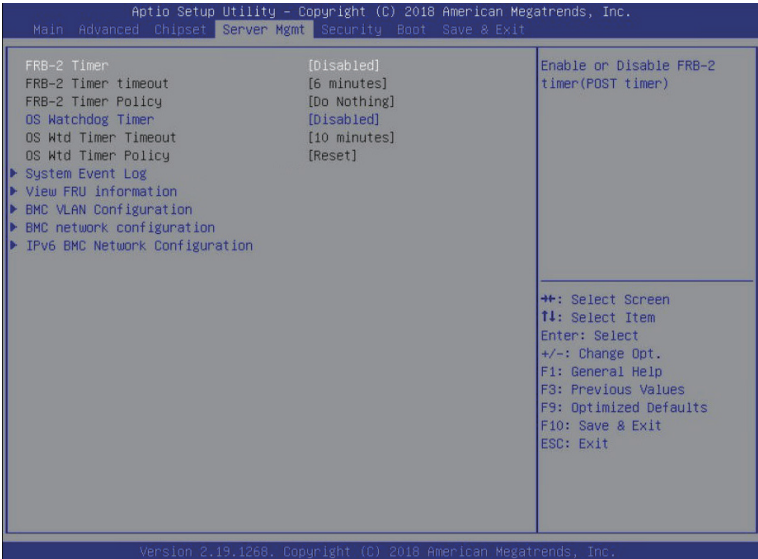 Aptio Setup Utility – Copyright (C) 2018 American Megatrends, Inc.
Main Advanced Chipset Server Mgmt Security Boot Save & Exit
FRB-2 Timer [Disabled]
FRB-2 Timer timeout [6 minutes]
FRB-2 Timer Policy [Do Nothing]
OS Watchdog Timer [Disabled]
OS Wtd Timer Timeout [10 minutes]
OS Wtd Timer Policy [Reset]
System Event Log
View FRU information
BMC VLAN Configuration
BMC network configuration
IPv6 BMC Network Configuration
Enable or Disable FRB-2
timer(POST timer)
→←: Select Screen
↑↓: Select Item
Enter: Select
+/-: Change Opt.
F1: General Help
F3: Previous Values
F9: Optimized Defaults
F10: Save & Exit
ESC: Exit
Version 2.19.1268. Copyright (C) 2018 American Megatrends, Inc.